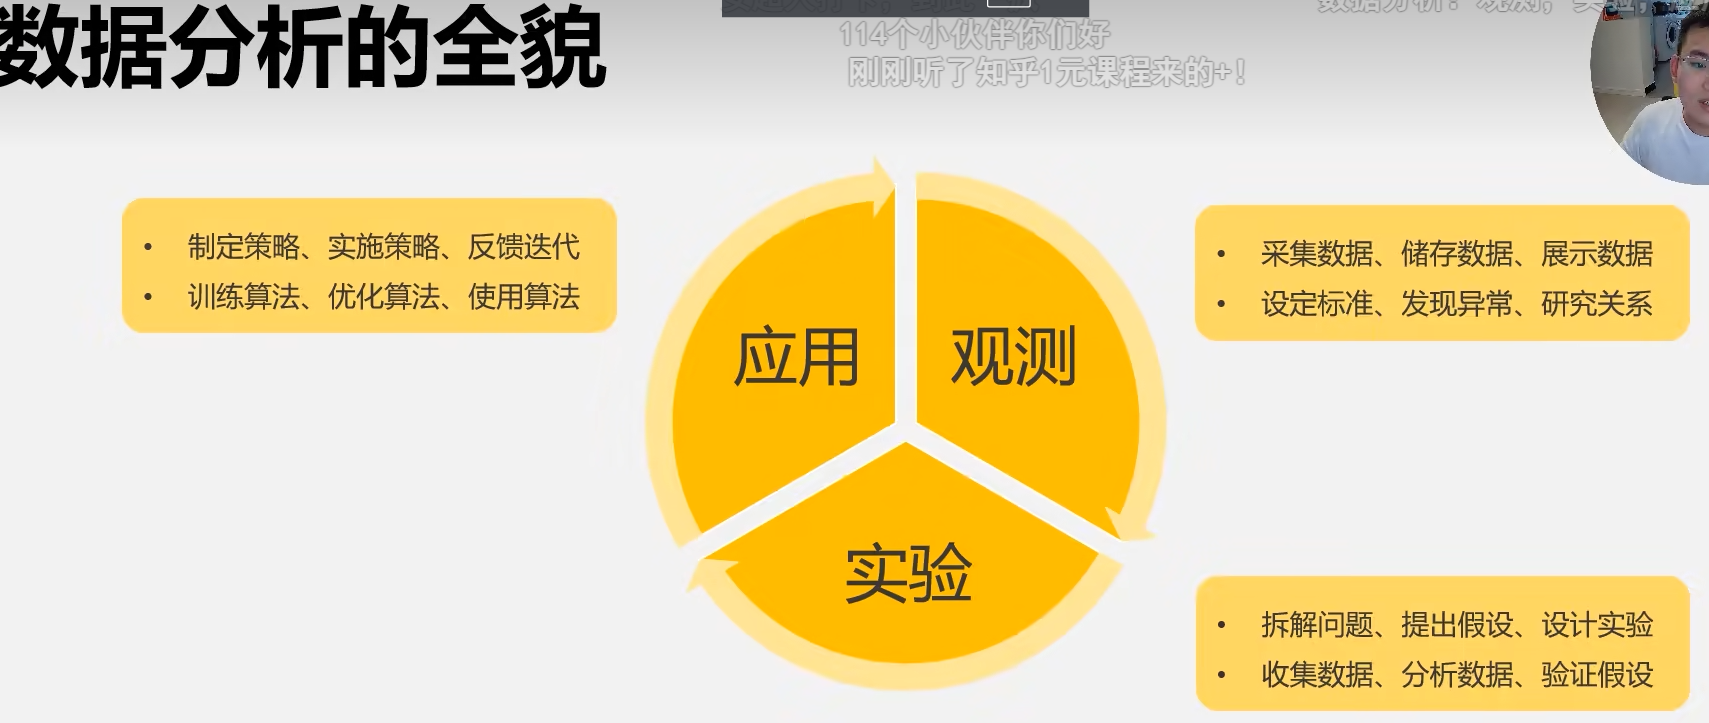 数据分析的全貌
114个小伙伴你们好
刚刚听了知乎1元课程来的+!
• 制定策略、实施策略、反馈迭代
• 训练算法、优化算法、使用算法
• 采集数据、储存数据、展示数据
• 设定标准、发现异常、研究关系
应用
观测
实验
• 拆解问题、提出假设、设计实验
• 收集数据、分析数据、验证假设